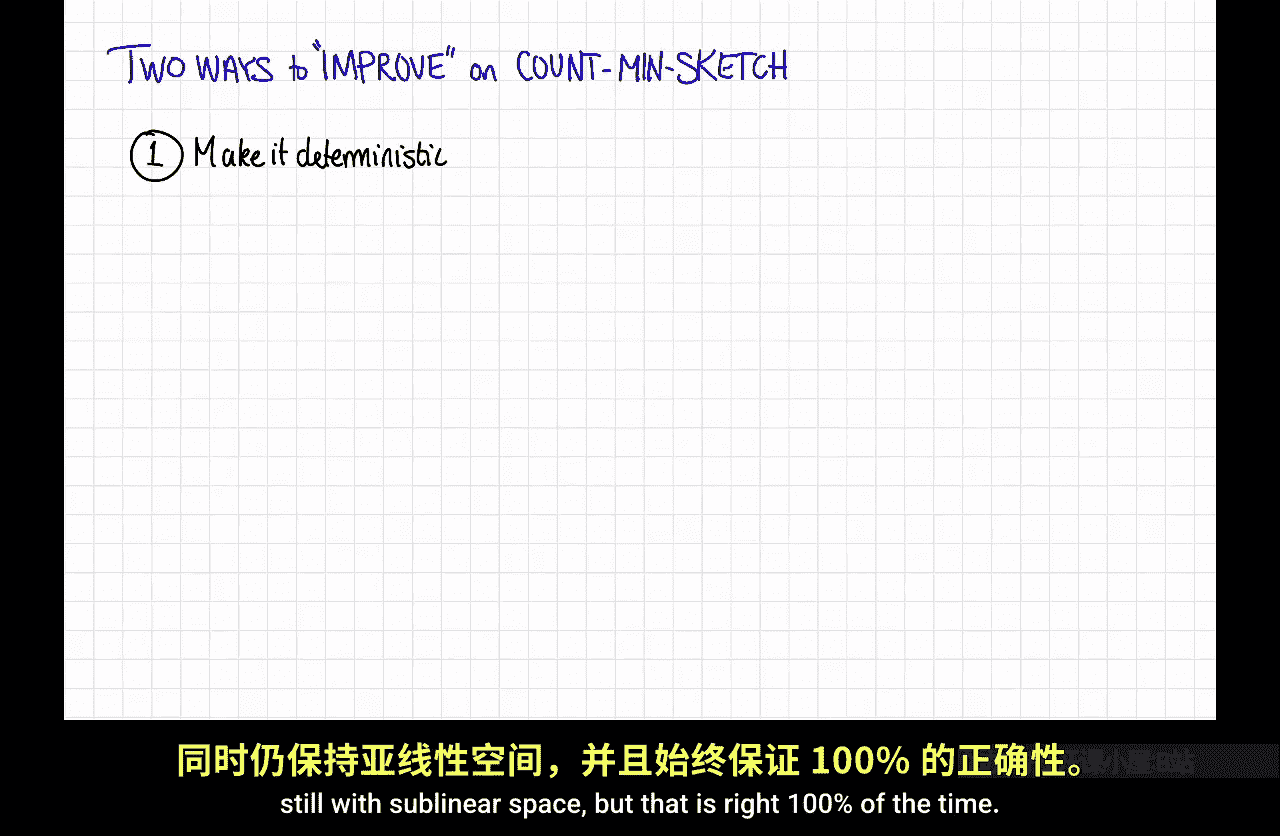 TWO WAYS to "IMPROVE" on COUNT-MIN-SKETCH
① Make it deterministic
同时仍保持亚线性空间，并且始终保证 100% 的正确性。
still with sublinear space, but that is right 100% of the time.